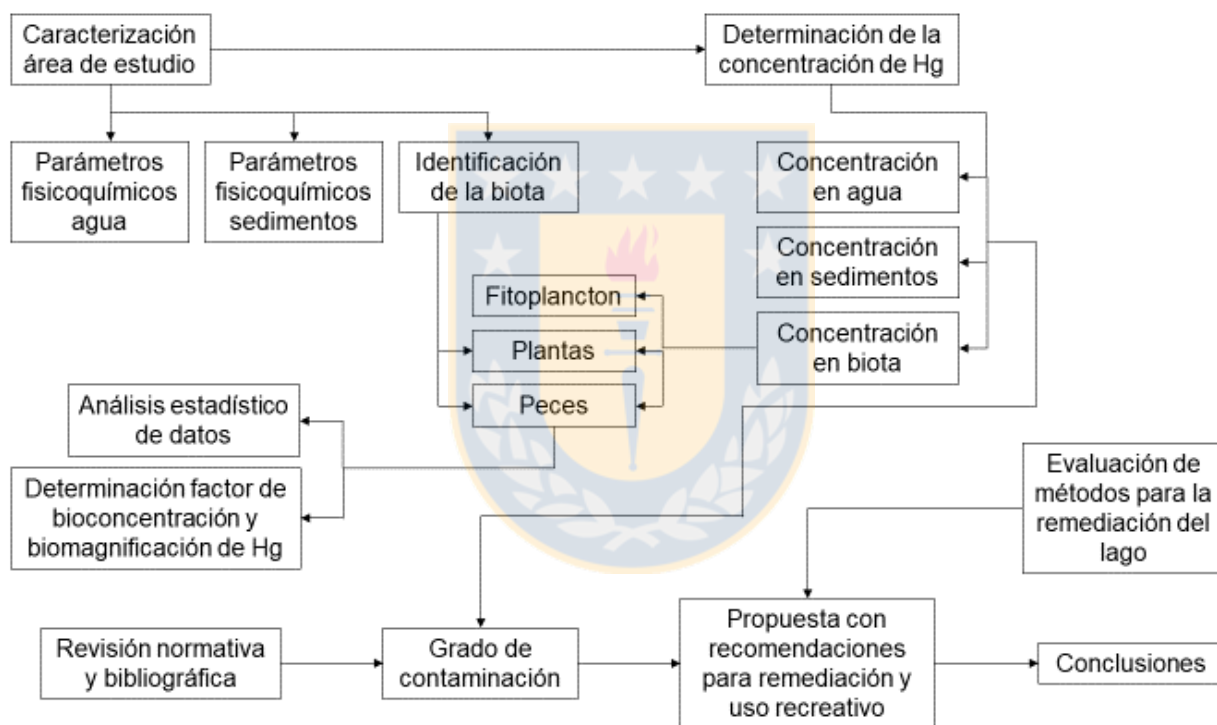 Caracterización
área de estudio
Determinación de la
concentración de Hg
Parámetros
fisicoquímicos
agua
Parámetros
fisicoquímicos
sedimentos
Identificación
de la biota
Concentración
en agua
Concentración
en sedimentos
Concentración
en biota
Fitoplancton
Plantas
Peces
Análisis estadístico
de datos
Determinación factor de
bioconcentración y
biomagnificación de Hg
Evaluación de
métodos para la
remediación del
lago
Revisión normativa
y bibliográfica
Grado de
contaminación
Propuesta con
recomendaciones
para remediación y
uso recreativo
Conclusiones